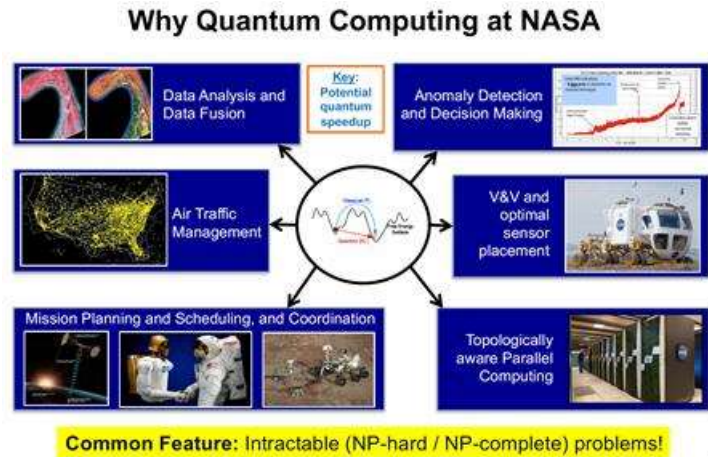 Why Quantum Computing at NASA
Data Analysis and
Data Fusion
Key:
Potential
quantum
speedup
Anomaly Detection
and Decision Making
Air Traffic
Management
V&V and
optimal
sensor
placement
Mission Planning and Scheduling, and Coordination
Topologically
aware Parallel
Computing
Common Feature: Intractable (NP-hard / NP-complete) problems!